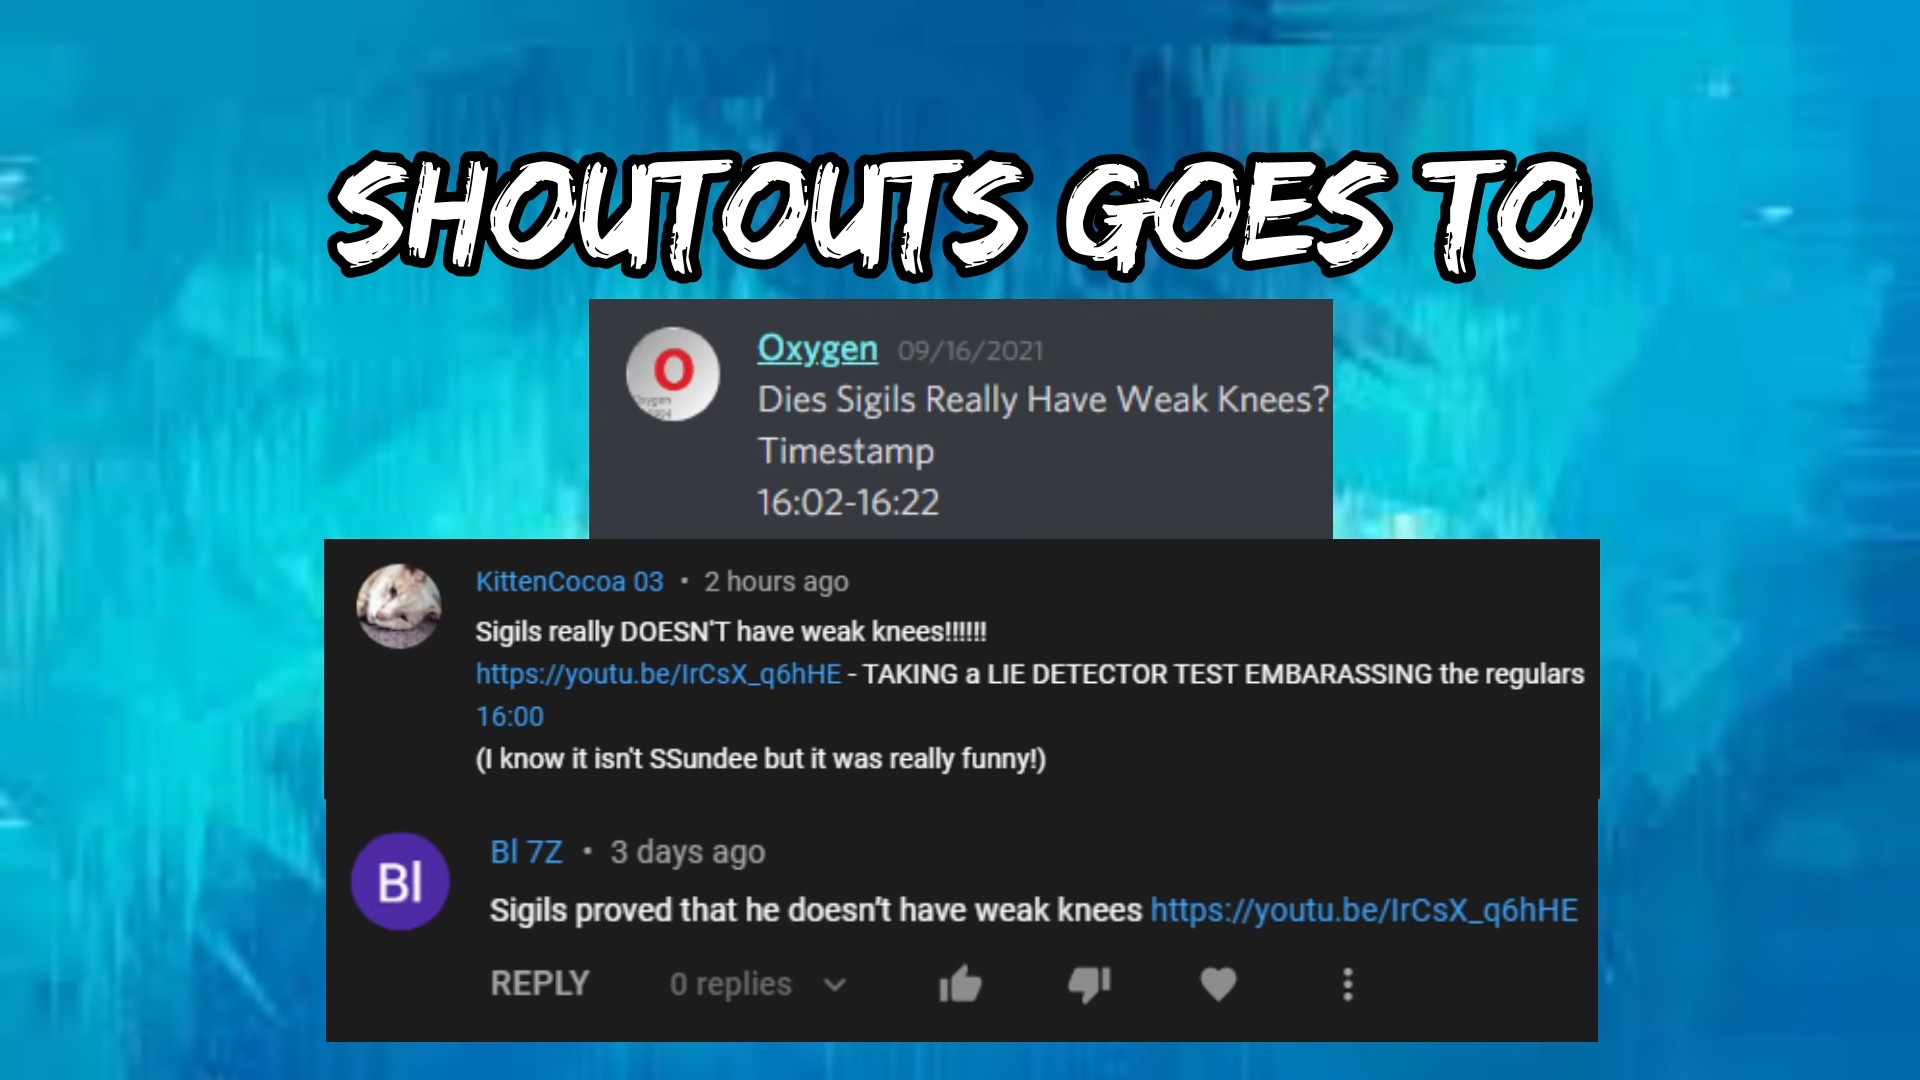 SHOUTOUTS GOES TO
O
Oxygen 09/16/2021
Dies Sigils Really Have Weak Knees?
Timestamp
16:02-16:22
KittenCocoa 03 • 2 hours ago
Sigils really DOESN'T have weak knees!!!!!!
https://youtu.be/IrCsX_q6hHE - TAKING a LIE DETECTOR TEST EMBARASSING the regulars
16:00
(I know it isn't SSundee but it was really funny!)
Bl
Bl 7Z • 3 days ago
Sigils proved that he doesn't have weak knees https://youtu.be/IrCsX_q6hHE
REPLY 0 replies